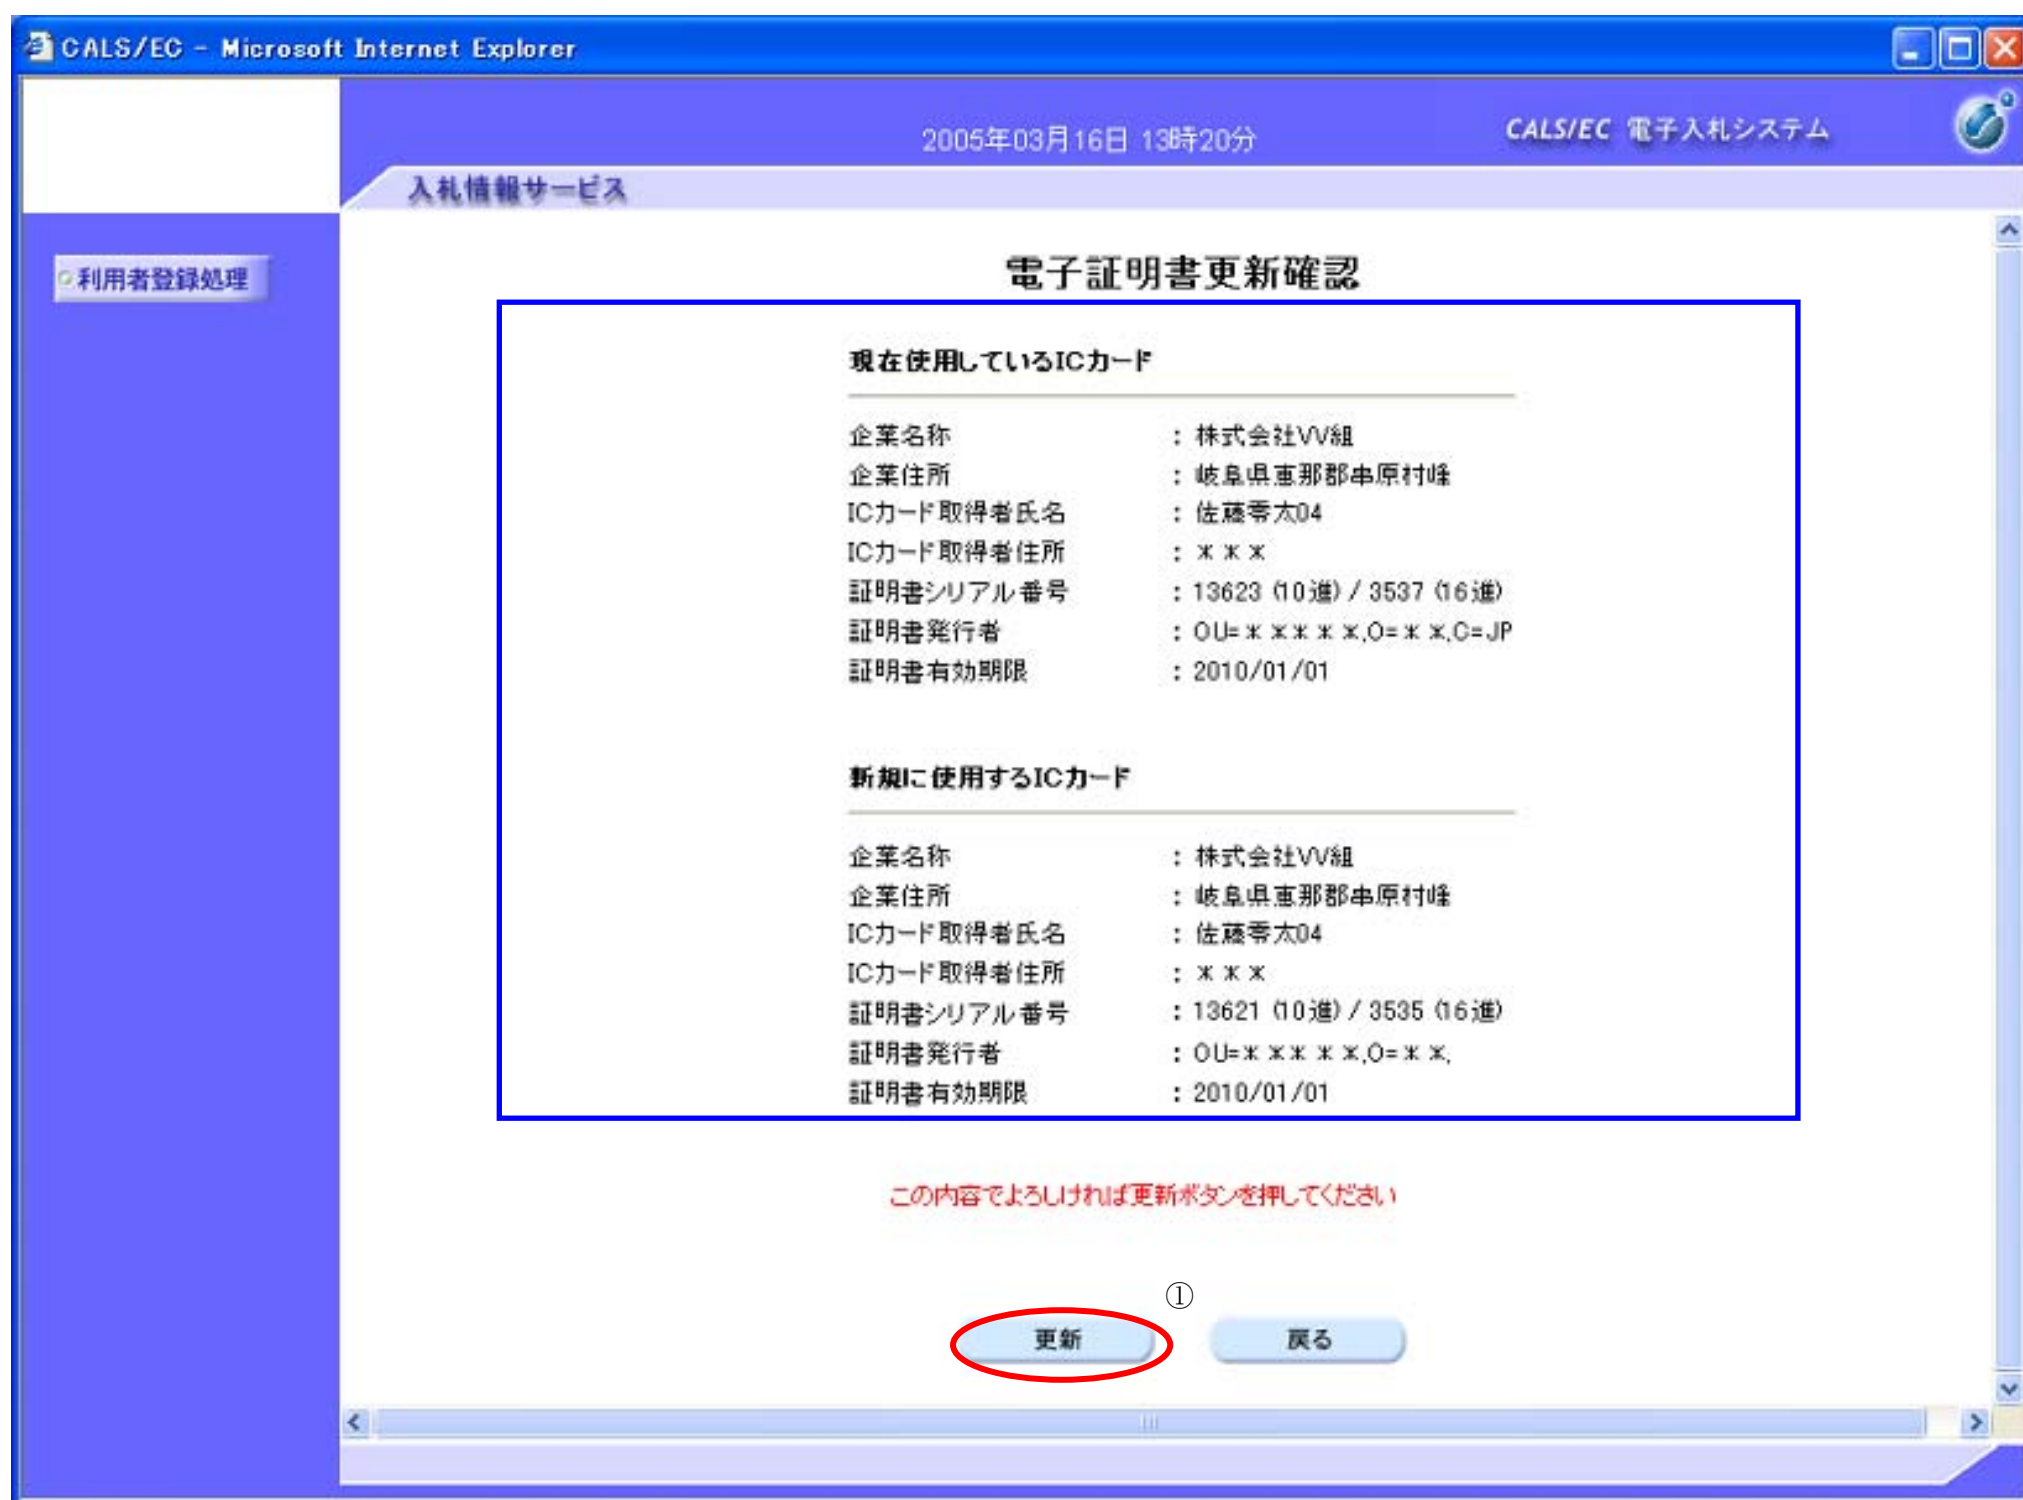 CALS/EC - Microsoft Internet Explorer
2005年03月16日 13時20分
CALS/EC 電子入札システム
入札情報サービス
利用者登録処理
電子証明書更新確認
現在使用しているICカード
企業名称 : 株式会社VV組
企業住所 : 岐阜県恵那郡串原村峰
ICカード取得者氏名 : 佐藤零太04
ICカード取得者住所 : ＊＊＊
証明書シリアル番号 : 13623 (10進) / 3537 (16進)
証明書発行者 : OU=＊＊＊＊＊,O=＊＊,C=JP
証明書有効期限 : 2010/01/01
新規に使用するICカード
企業名称 : 株式会社VV組
企業住所 : 岐阜県恵那郡串原村峰
ICカード取得者氏名 : 佐藤零太04
ICカード取得者住所 : ＊＊＊
証明書シリアル番号 : 13621 (10進) / 3535 (16進)
証明書発行者 : OU=＊＊＊＊＊,O=＊＊,
証明書有効期限 : 2010/01/01
この内容でよろしければ更新ボタンを押してください
①
更新 戻る